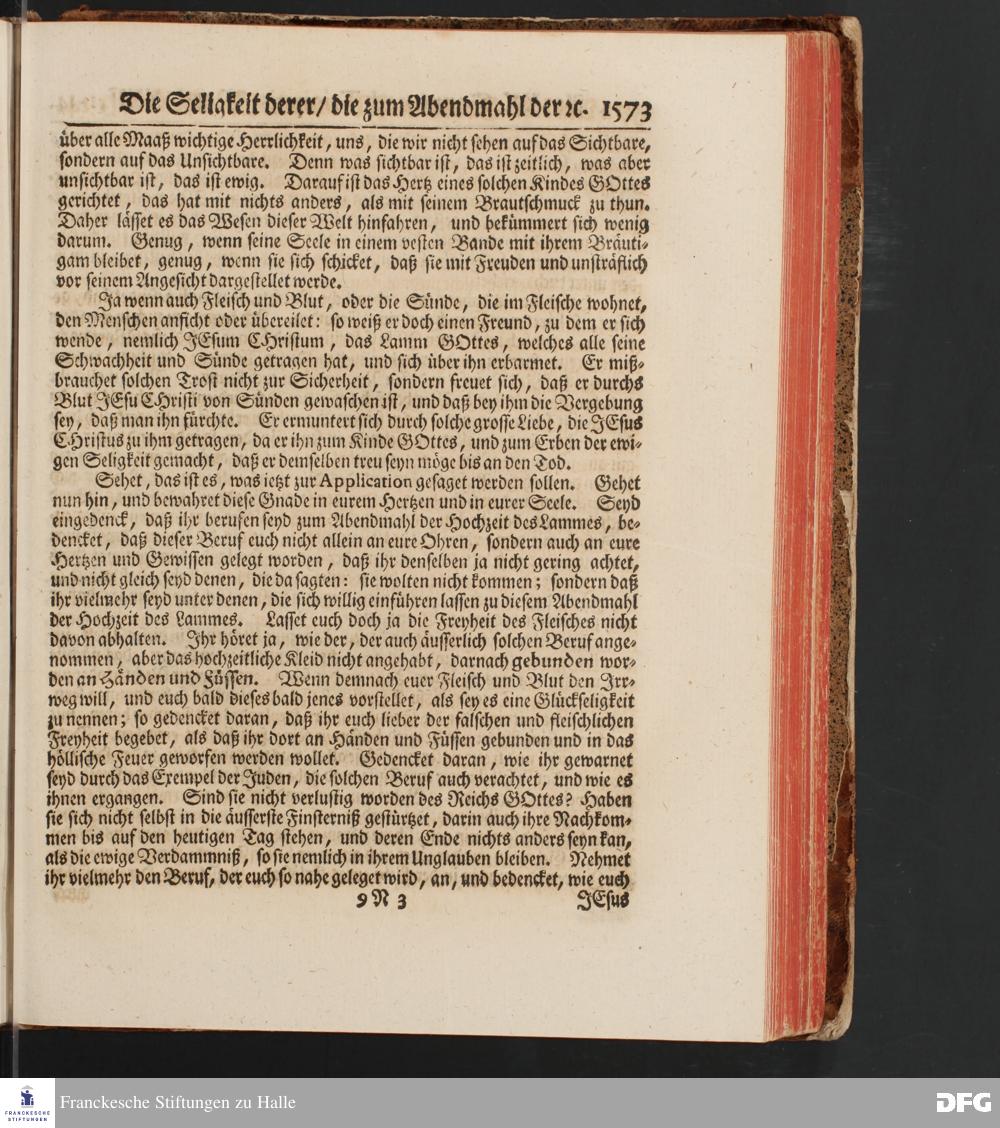 Die Seligkeit derer/ die zum Abendmahl der ꝛc. 1573
über alle Maaß wichtige Herrlichkeit, uns, die wir nicht sehen auf das Sichtbare,
sondern auf das Unsichtbare. Denn was sichtbar ist, das ist zeitlich, was aber
unsichtbar ist, das ist ewig. Darauf ist das Hertz eines solchen Kindes GOttes
gerichtet, das hat mit nichts anders, als mit seinem Brautschmuck zu thun.
Daher lässet es das Wesen dieser Welt hinfahren, und bekümmert sich wenig
darum. Genug, wenn seine Seele in einem vesten Bande mit ihrem Bräuti-
gam bleibet, genug, wenn sie sich schicket, daß sie mit Freuden und unsträflich
vor seinem Angesicht dargestellet werde.
Ja wenn auch Fleisch und Blut, oder die Sünde, die im Fleische wohnet,
den Menschen anficht oder übereilet: so weiß er doch einen Freund, zu dem er sich
wende, nemlich JEsum CHristum, das Lamm GOttes, welches alle seine
Schwachheit und Sünde getragen hat, und sich über ihn erbarmet. Er miß-
brauchet solchen Trost nicht zur Sicherheit, sondern freuet sich, daß er durchs
Blut JEsu CHristi von Sünden gewaschen ist, und daß bey ihm die Vergebung
sey, daß man ihn fürchte. Er ermuntert sich durch solche grosse Liebe, die JEsus
CHristus zu ihm getragen, da er ihn zum Kinde GOttes, und zum Erben der ewi-
gen Seligkeit gemacht, daß er demselben treu seyn möge bis an den Tod.
Sehet, das ist es, was ietzt zur Application gesaget werden sollen. Gehet
nun hin, und bewahret diese Gnade in eurem Hertzen und in eurer Seele. Seyd
eingedenck, daß ihr berufen seyd zum Abendmahl der Hochzeit des Lammes, be-
dencket, daß dieser Beruf euch nicht allein an eure Ohren, sondern auch an eure
Hertzen und Gewissen gelegt worden, daß ihr denselben ja nicht gering achtet,
und nicht gleich seyd denen, die da sagten: sie wolten nicht kommen; sondern daß
ihr vielmehr seyd unter denen, die sich willig einführen lassen zu diesem Abendmahl
der Hochzeit des Lammes. Lasset euch doch ja die Freyheit des Fleisches nicht
davon abhalten. Ihr höret ja, wie der, der auch äusserlich solchen Beruf ange-
nommen, aber das hochzeitliche Kleid nicht angehabt, darnach gebunden wor-
den an Händen und Füssen. Wenn demnach euer Fleisch und Blut den Irr-
weg will, und euch bald dieses bald jenes vorstellet, als sey es eine Glückseligkeit
zu nennen; so gedencket daran, daß ihr euch lieber der falschen und fleischlichen
Freyheit begebet, als daß ihr dort an Händen und Füssen gebunden und in das
höllische Feuer geworfen werden wollet. Gedencket daran, wie ihr gewarnet
seyd durch das Exempel der Juden, die solchen Beruf auch verachtet, und wie es
ihnen ergangen. Sind sie nicht verlustig worden des Reichs GOttes? Haben
sie sich nicht selbst in die äusserste Finsterniß gestürtzet, darin auch ihre Nachkom-
men bis auf den heutigen Tag stehen, und deren Ende nichts anders seyn kan,
als die ewige Verdammniß, so sie nemlich in ihrem Unglauben bleiben. Nehmet
ihr vielmehr den Beruf, der euch so nahe geleget wird, an, und bedencket, wie euch
9 N 3 JEsus
FRANCKESCHE
STIFTUNGEN
Franckesche Stiftungen zu Halle
DFG